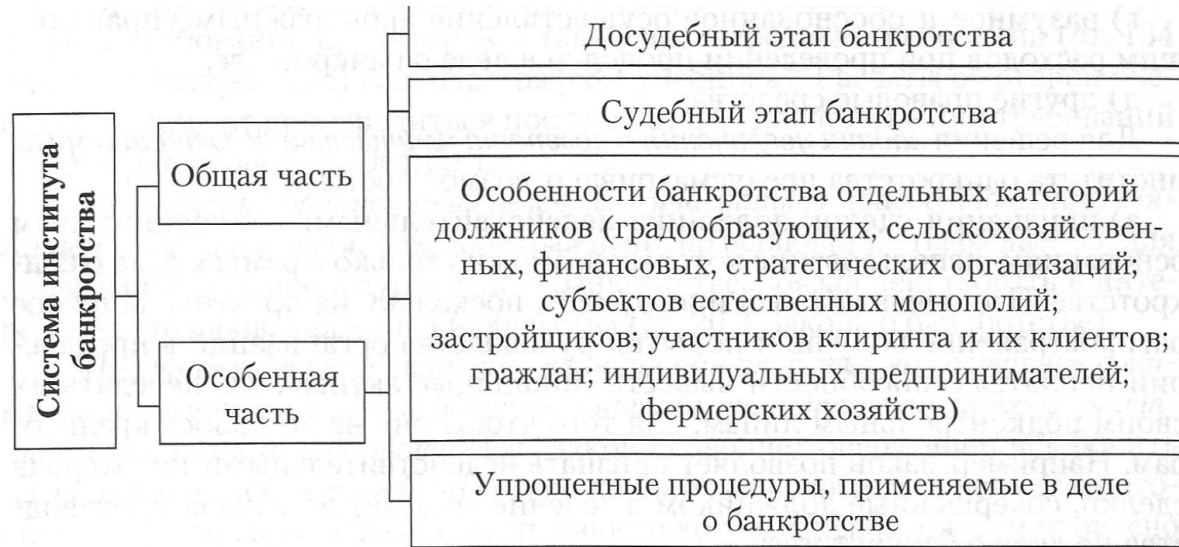 Система института
банкротства
Общая часть
Особенная
часть
Досудебный этап банкротства
Судебный этап банкротства
Особенности банкротства отдельных категорий
должников (градообразующих, сельскохозяйствен-
ных, финансовых, стратегических организаций;
субъектов естественных монополий;
застройщиков; участников клиринга и их клиентов;
граждан; индивидуальных предпринимателей;
фермерских хозяйств)
Упрощенные процедуры, применяемые в деле
о банкротстве